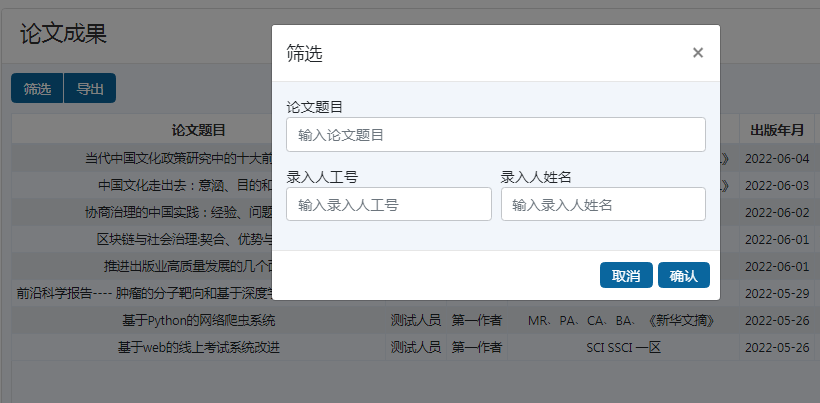 论文成果
筛选 导出
论文题目 出版年月
当代中国文化政策研究中的十大前 》 2022-06-04
中国文化走出去：意涵、目的和 》 2022-06-03
协商治理的中国实践：经验、问题 2022-06-02
区块链与社会治理:契合、优势与 2022-06-01
推进出版业高质量发展的几个 2022-06-01
前沿科学报告---- 肿瘤的分子靶向和基于深度学 2022-05-29
基于Python的网络爬虫系统 测试人员 第一作者 MR、PA、CA、BA、《新华文摘》 2022-05-26
基于web的线上考试系统改进 测试人员 第一作者 SCI SSCI 一区 2022-05-26
筛选 ×
论文题目
输入论文题目
录入人工号 录入人姓名
输入录入人工号 输入录入人姓名
取消 确认